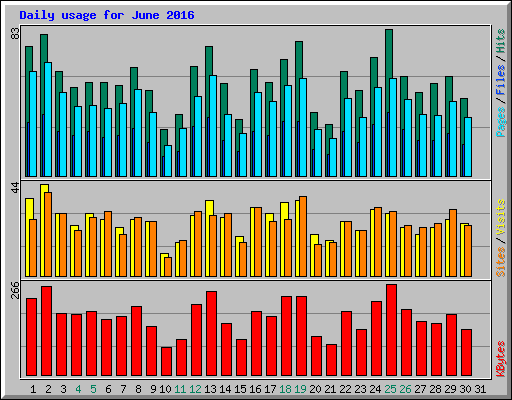 Daily usage for June 2016
83
Pages / Files / Hits
44
Sites / Visits
266
KBytes
1 2 3 4 5 6 7 8 9 10 11 12 13 14 15 16 17 18 19 20 21 22 23 24 25 26 27 28 29 30 31